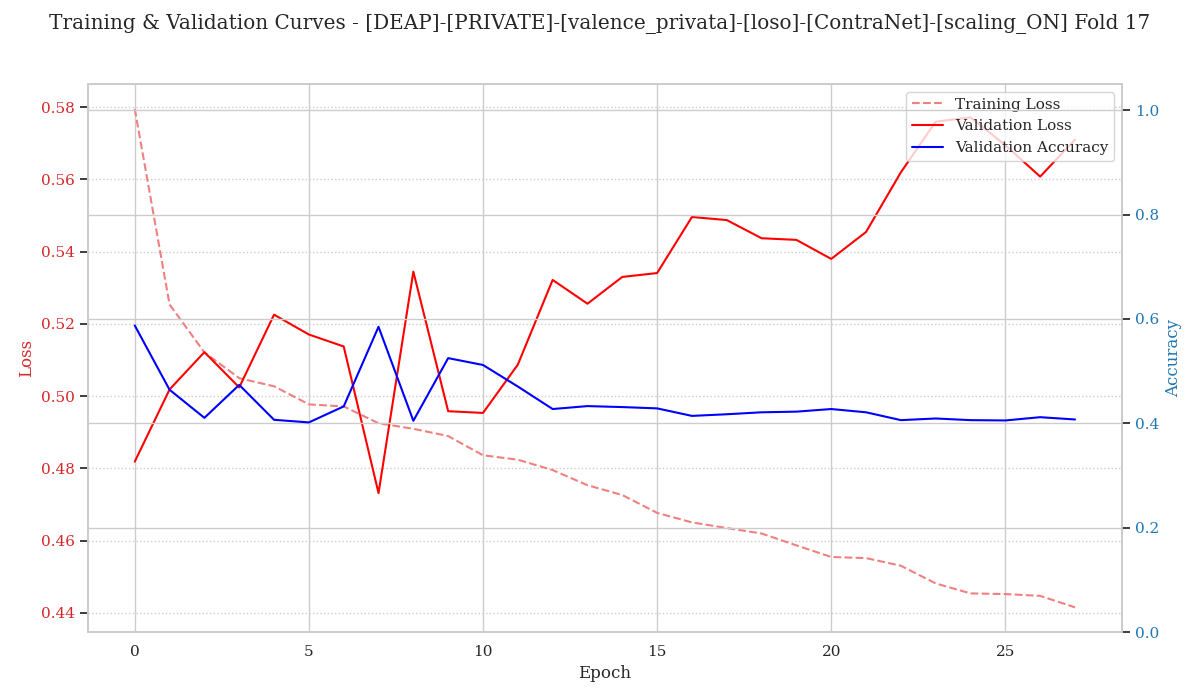 Training & Validation Curves - [DEAP]-[PRIVATE]-[valence_privata]-[loso]-[ContraNet]-[scaling_ON] Fold 17
Training Loss
Validation Loss
Validation Accuracy
Loss
0.58
0.56
0.54
0.52
0.50
0.48
0.46
0.44
1.0
0.8
0.6
0.4
0.2
0.0
Accuracy
0 5 10 15 20 25
Epoch